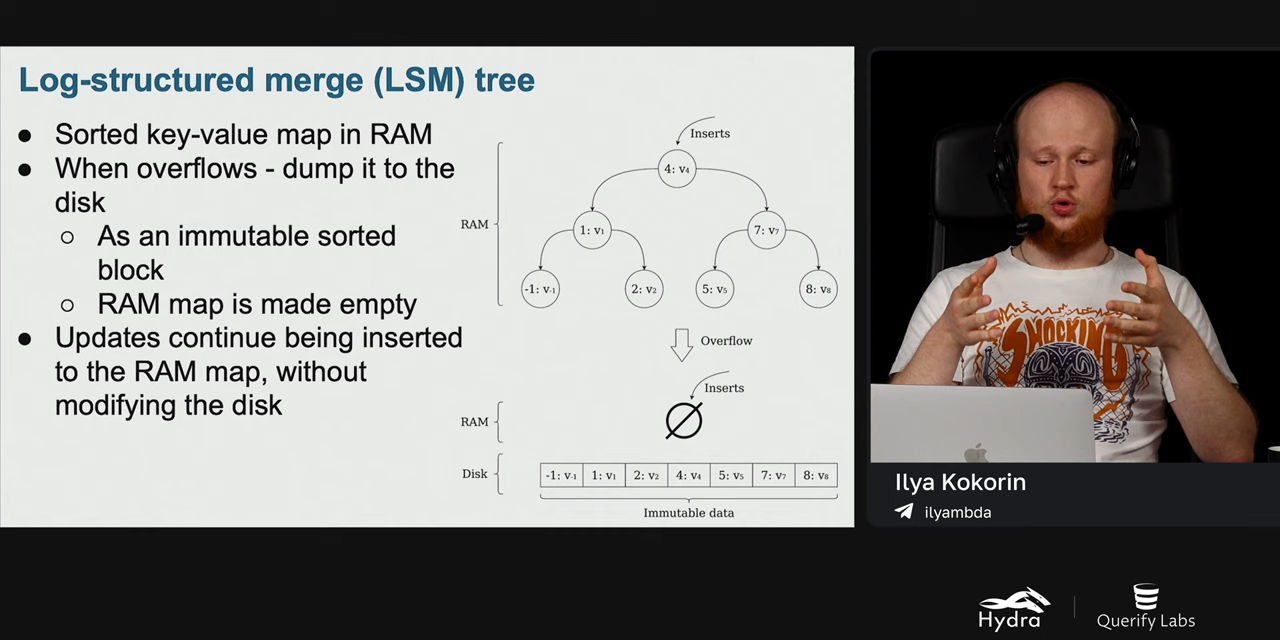 Log-structured merge (LSM) tree
● Sorted key-value map in RAM
● When overflows - dump it to the
disk
○ As an immutable sorted
block
○ RAM map is made empty
● Updates continue being inserted
to the RAM map, without
modifying the disk
Inserts
4: v₄
RAM
1: v₁
7: v₇
-1: v₋₁
2: v₂
5: v₅
8: v₈
Overflow
Inserts
RAM
Ø
Disk
-1: v₋₁ 1: v₁ 2: v₂ 4: v₄ 5: v₅ 7: v₇ 8: v₈
Immutable data
SHOCKING
Ilya Kokorin
ilyambda
Hydra
Querify Labs